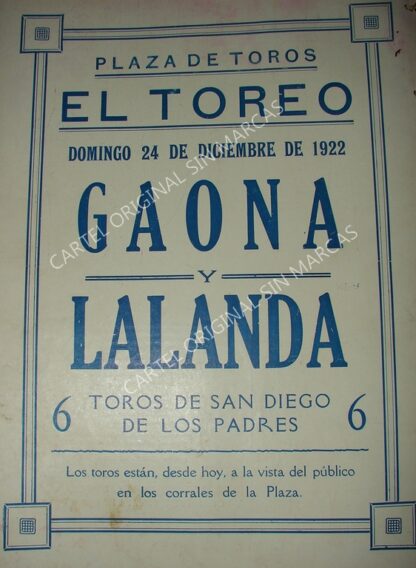 PLAZA DE TOROS
EL TOREO
DOMINGO 24 DE DICIEMBRE DE 1922
GAONA
Y
LALANDA
6 TOROS DE SAN DIEGO 6
DE LOS PADRES
Los toros están, desde hoy, a la vista del público
en los corrales de la Plaza.
CARTEL ORIGINAL SIN MARCAS
CARTEL ORIGINAL SIN MARCAS